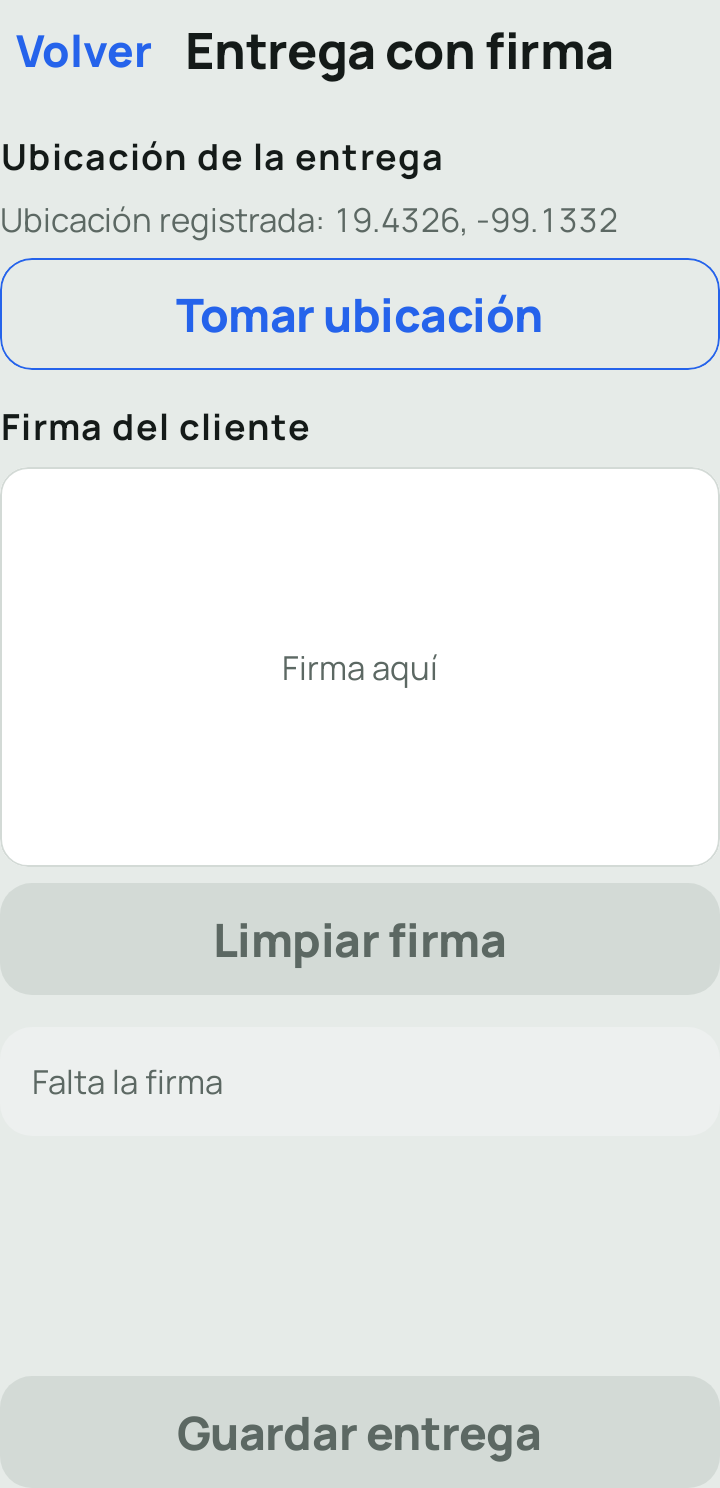 Volver Entrega con firma
Ubicación de la entrega
Ubicación registrada: 19.4326, -99.1332
Tomar ubicación
Firma del cliente
Firma aquí
Limpiar firma
Falta la firma
Guardar entrega